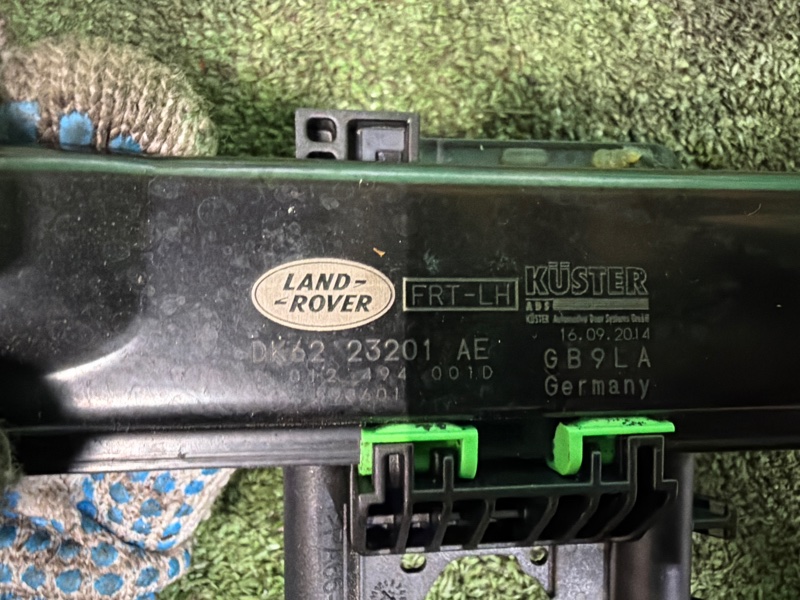 LAND-
-ROVER
FRT-LH
KÜSTER
ADS
KÜSTER Automotive Door Systems GmbH
16.09.2014
DK62 23201 AE
GB9LA
012 494 001D
Germany